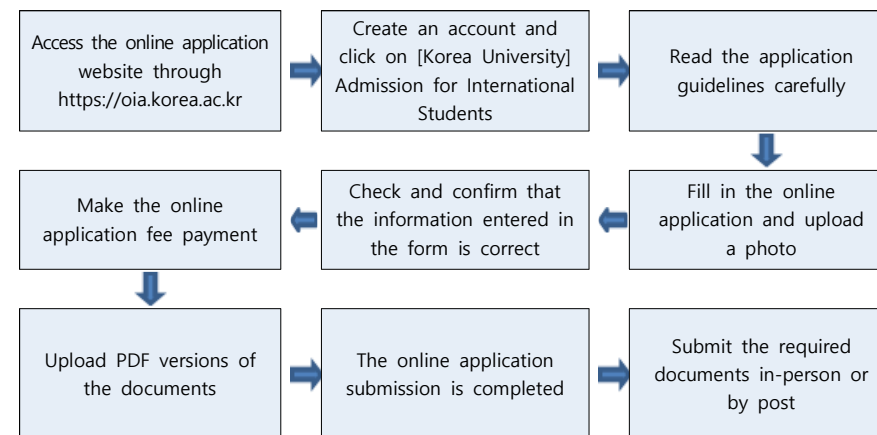 Access the online application
website through
https://oia.korea.ac.kr
Create an account and
click on [Korea University]
Admission for International
Students
Read the application
guidelines carefully
Fill in the online
application and upload
a photo
Check and confirm that
the information entered in
the form is correct
Make the online
application fee payment
Upload PDF versions of
the documents
The online application
submission is completed
Submit the required
documents in-person or
by post